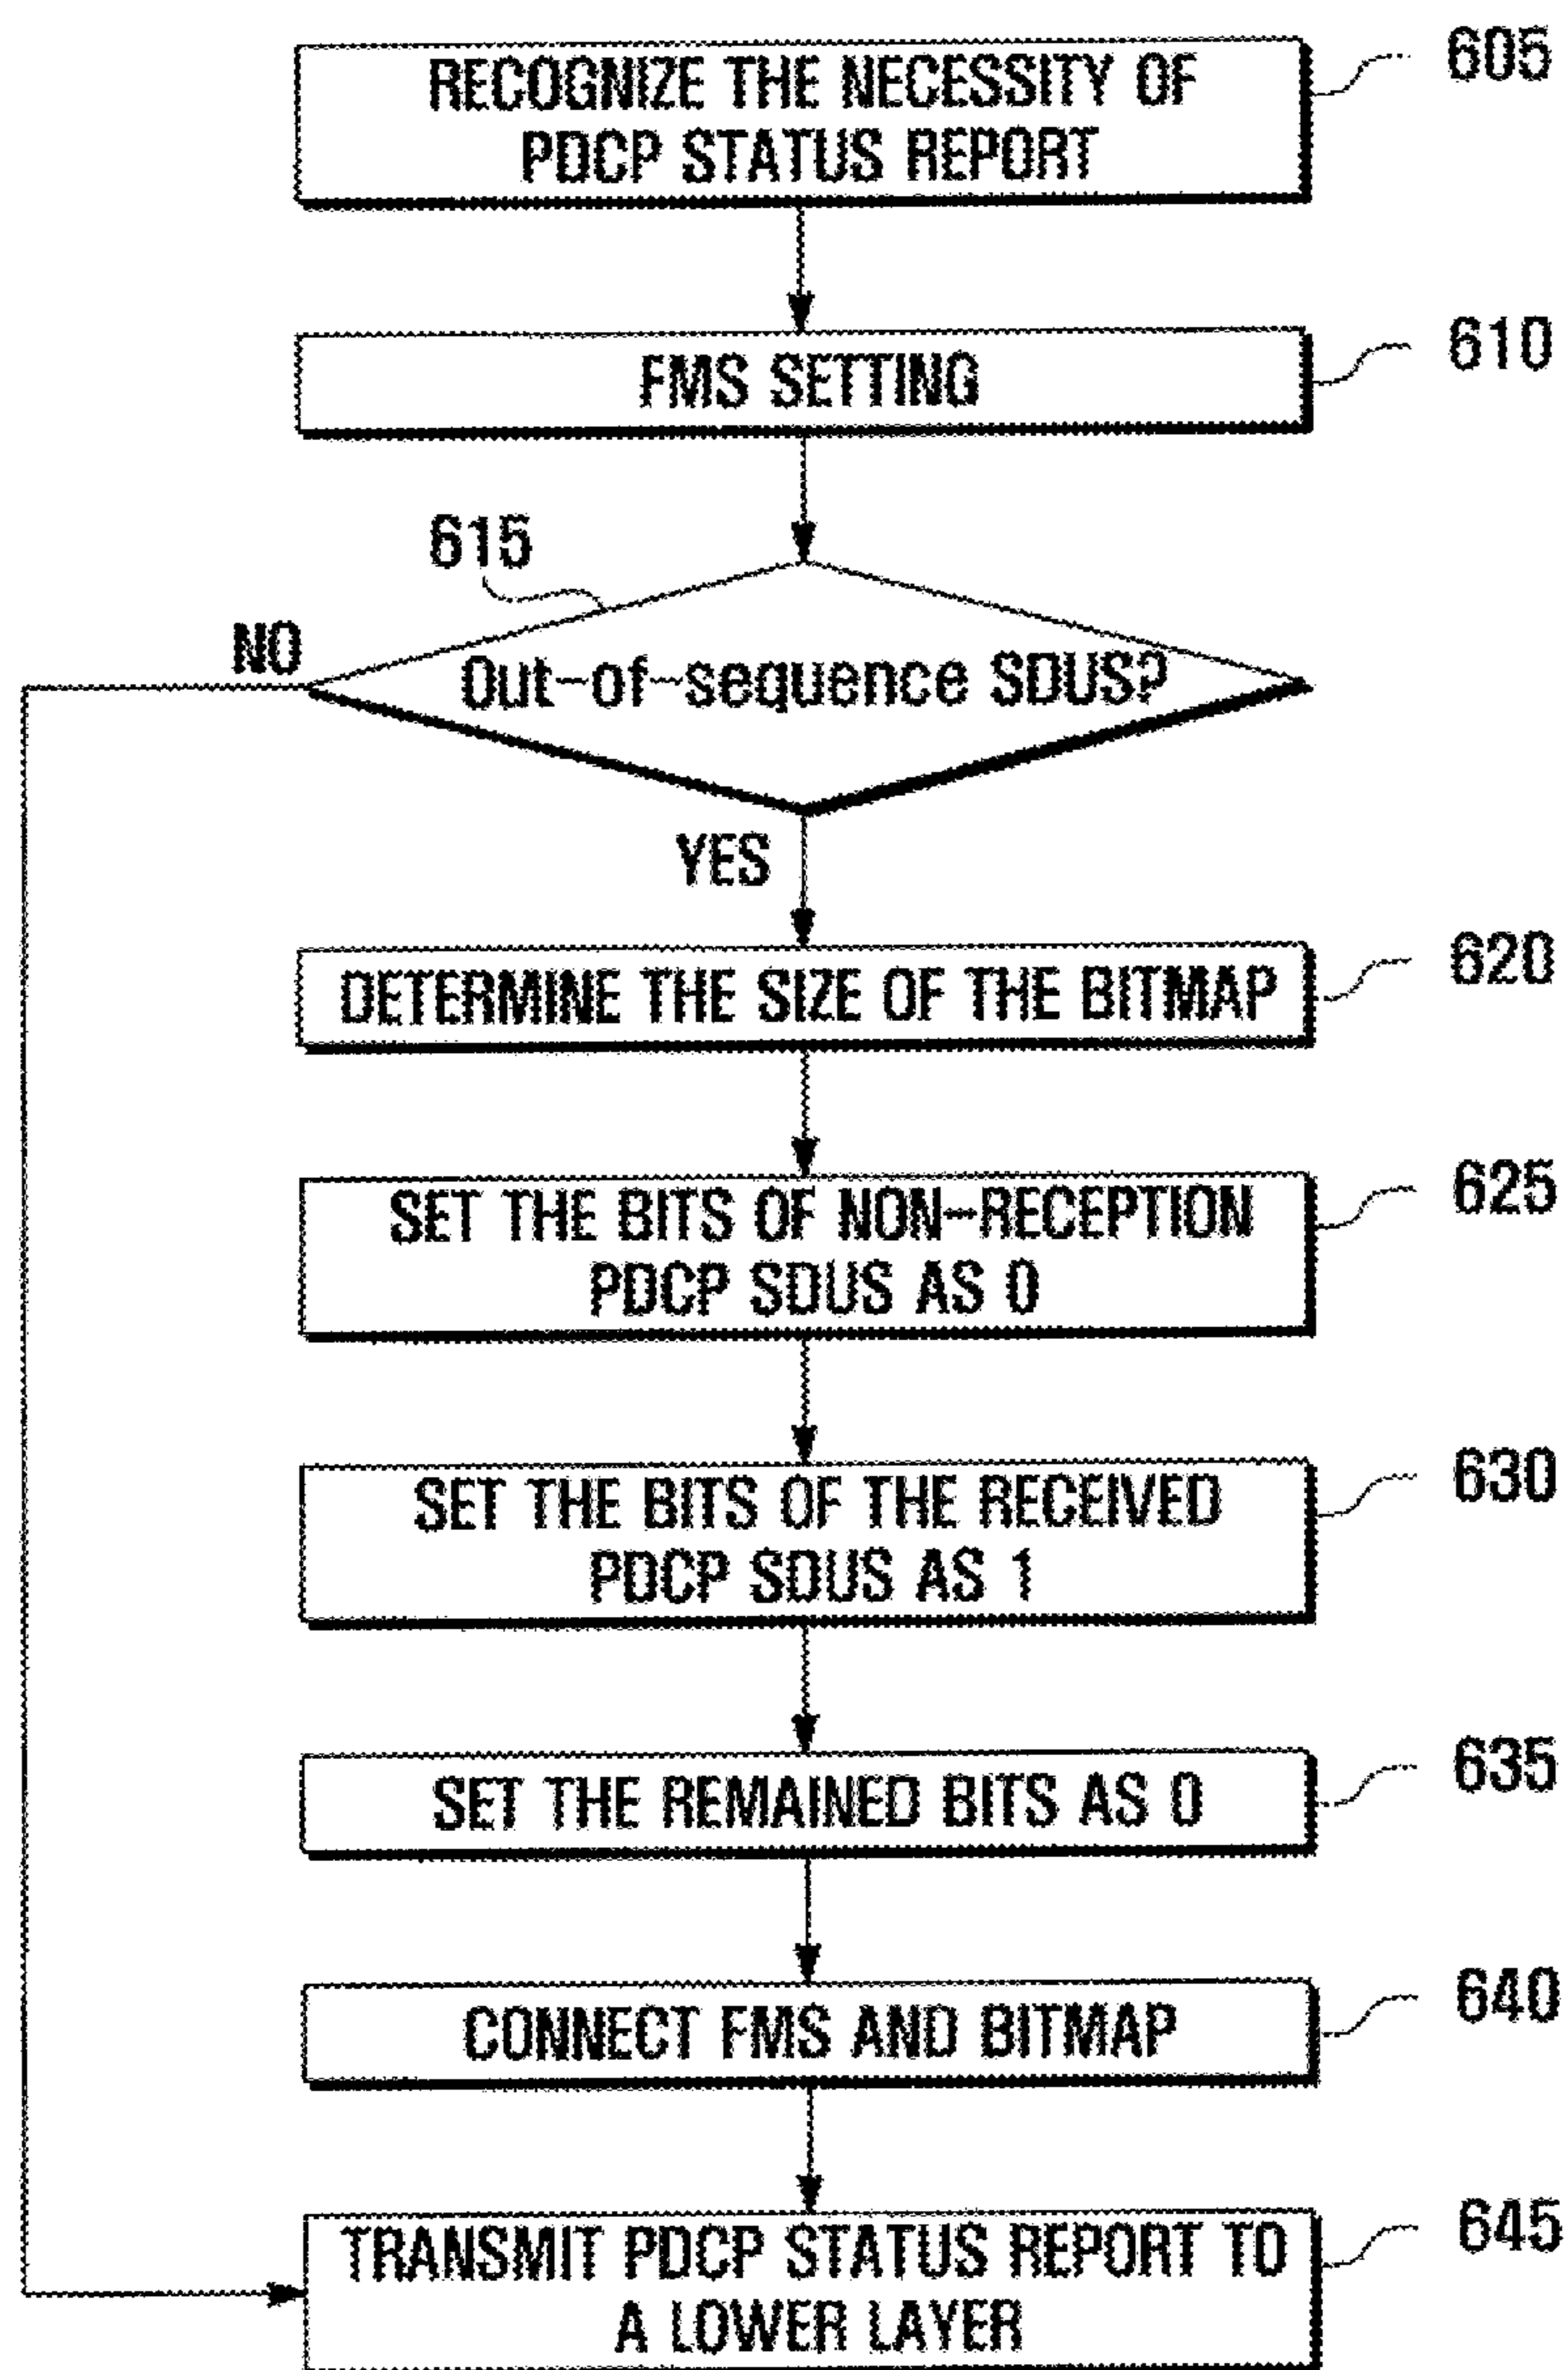 RECOGNIZE THE NECESSITY OF
PDCP STATUS REPORT
605
FMS SETTING
610
615
NO
Out-of-sequence SDUS?
YES
DETERMINE THE SIZE OF THE BITMAP
620
SET THE BITS OF NON-RECEPTION
PDCP SDUS AS 0
625
SET THE BITS OF THE RECEIVED
PDCP SDUS AS 1
630
SET THE REMAINED BITS AS 0
635
CONNECT FMS AND BITMAP
640
TRANSMIT PDCP STATUS REPORT TO
A LOWER LAYER
645